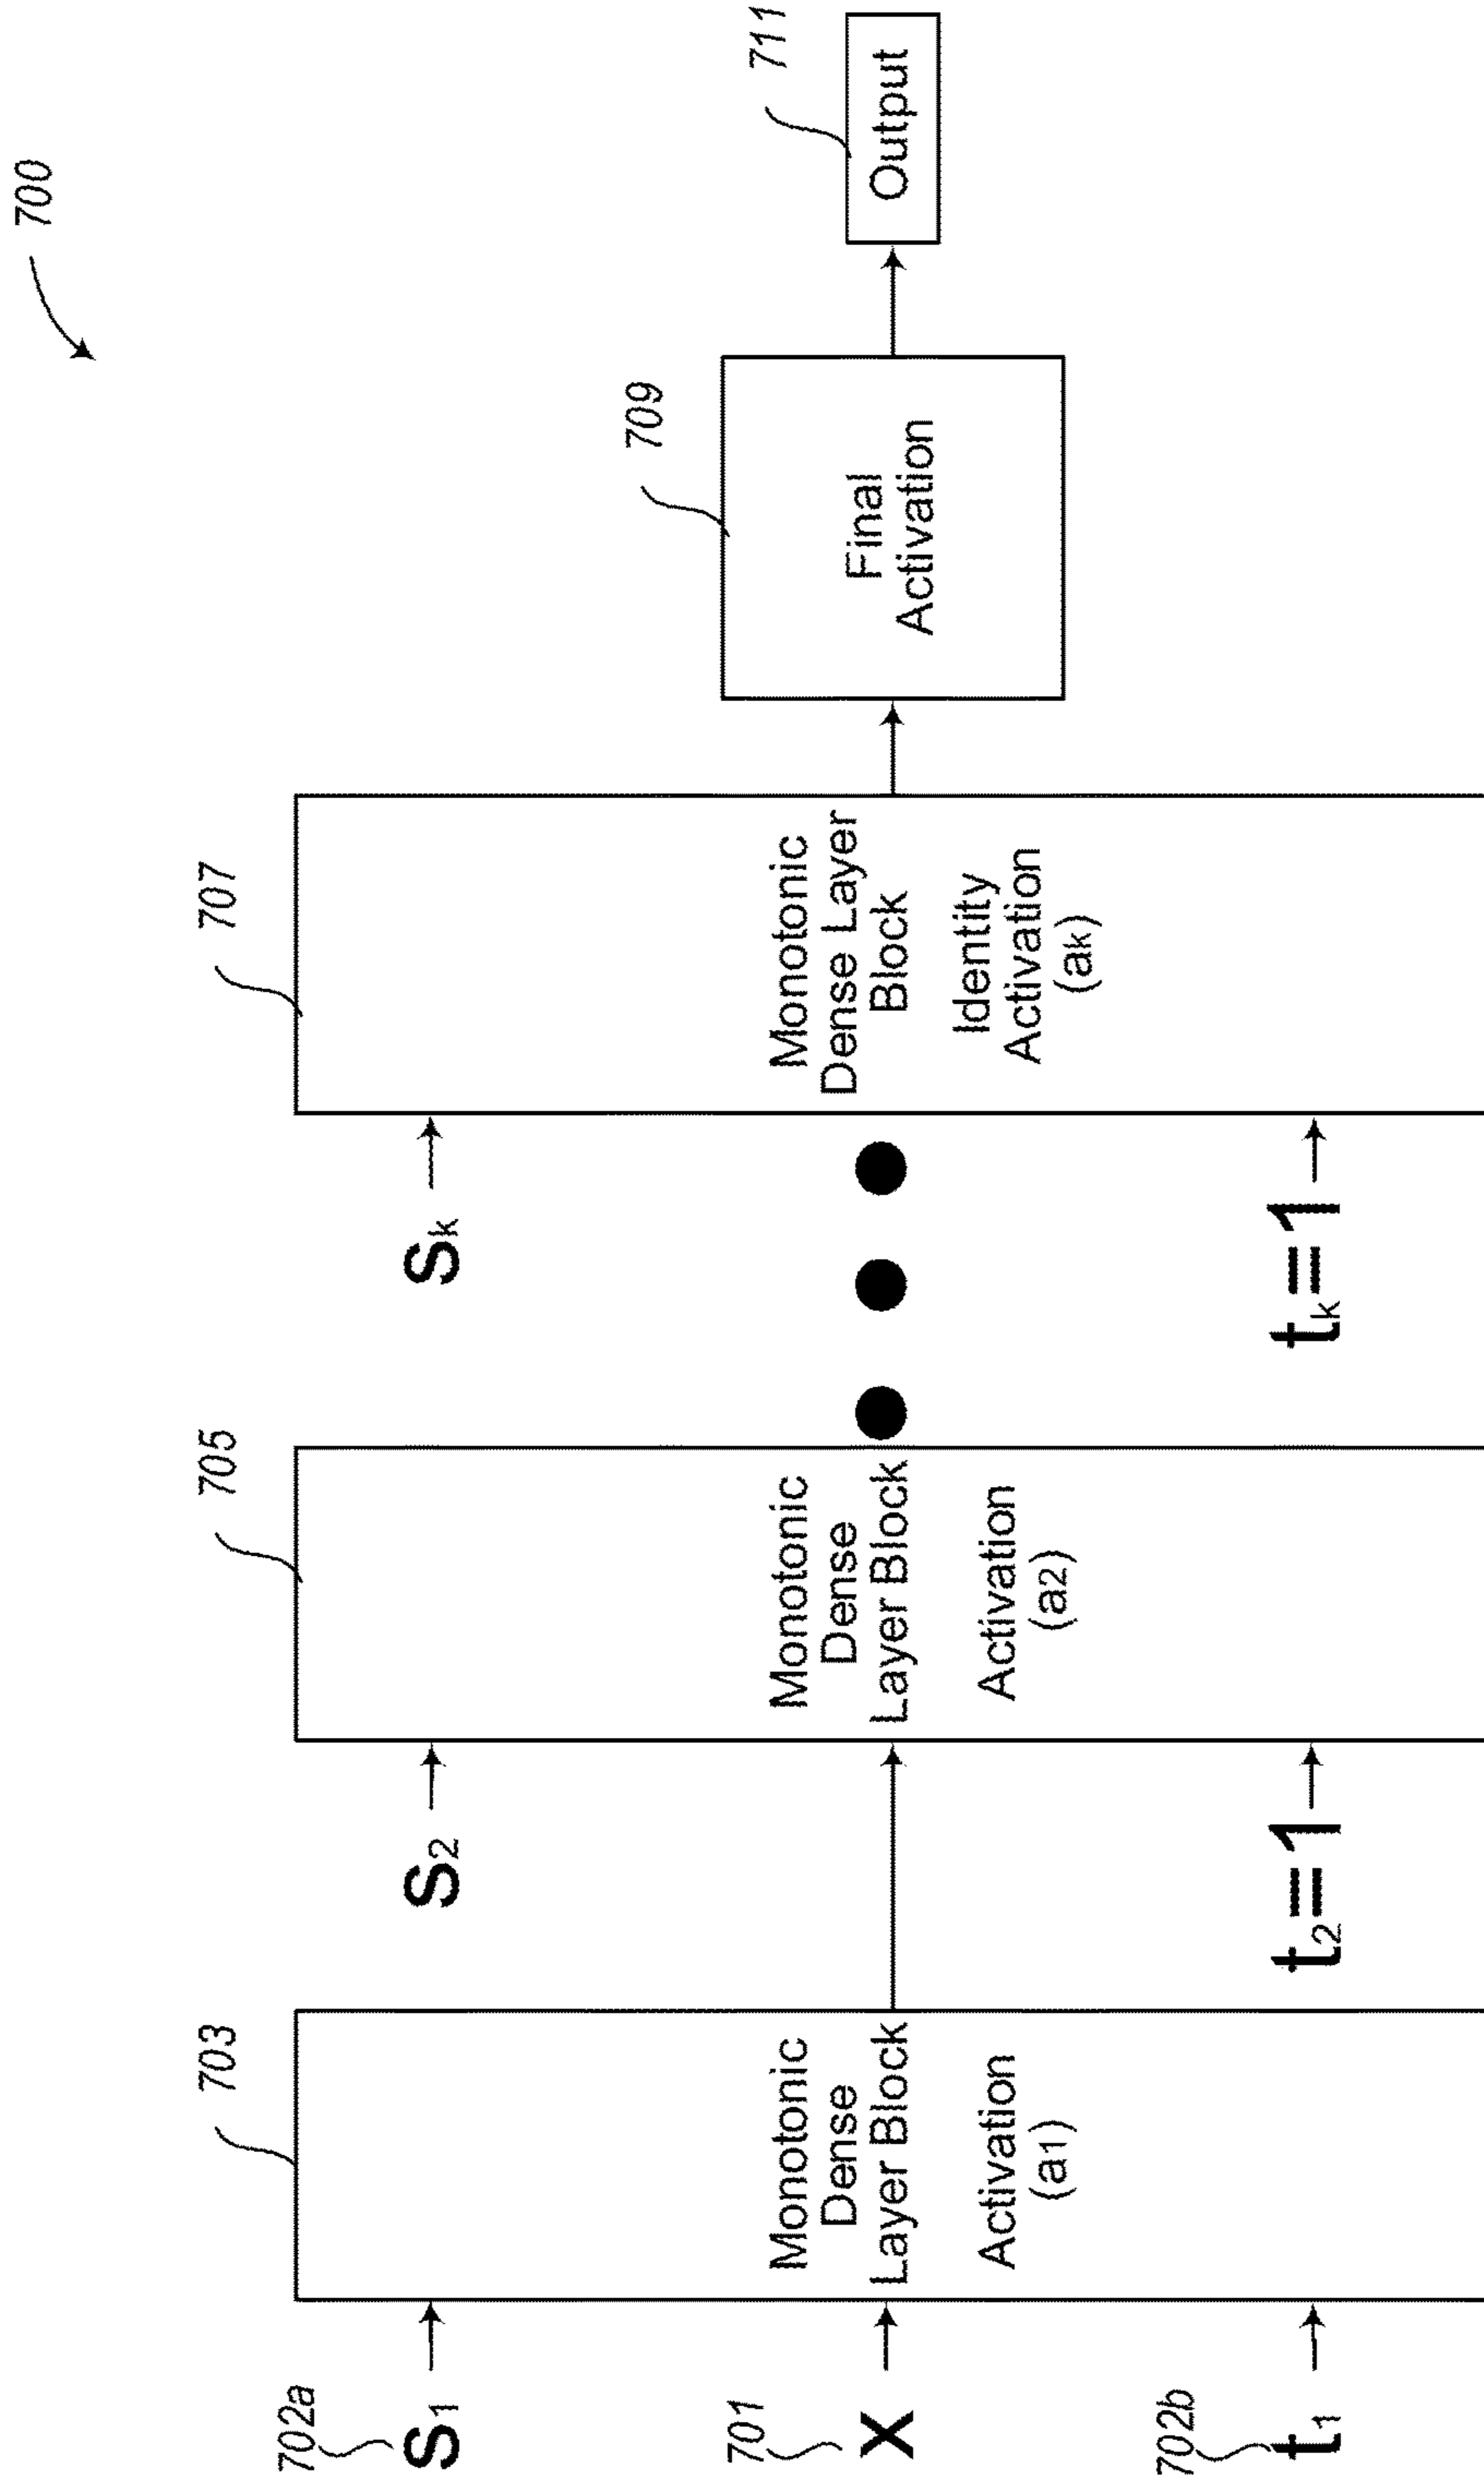 700
702a
s1
701
x
702b
t1
703
Monotonic
Dense
Layer Block
Activation
(a1)
s2
t2=1
705
Monotonic
Dense
Layer Block
Activation
(a2)
sk
tk=1
707
Monotonic
Dense Layer
Block
Identity
Activation
(ak)
709
Final
Activation
711
Output